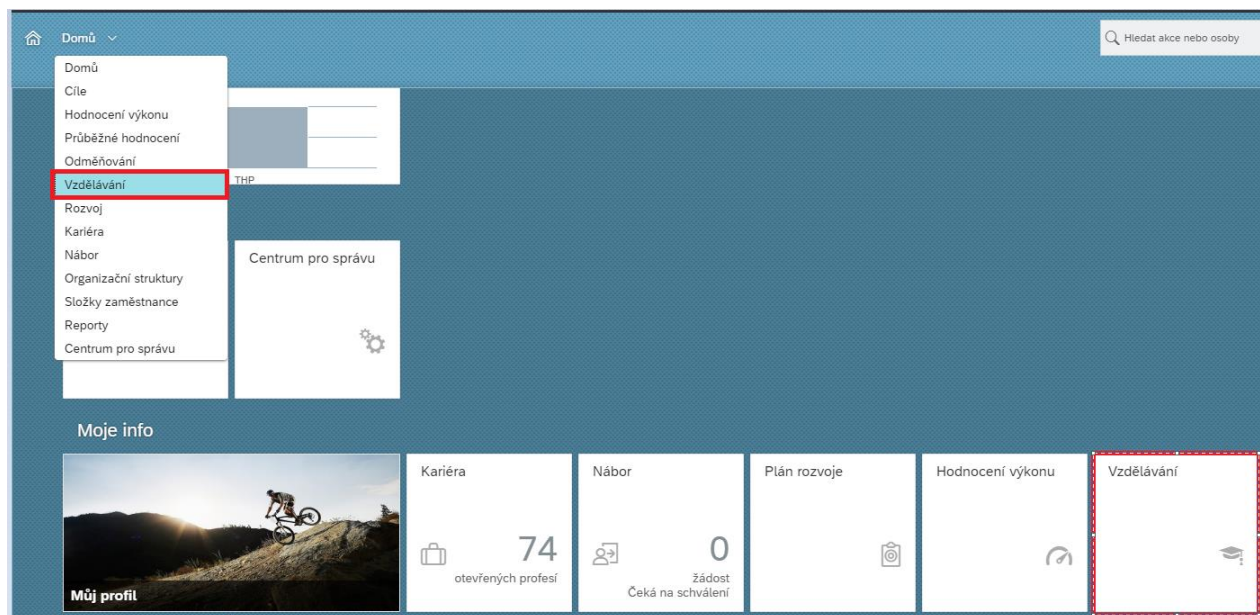 Domů
Hledat akce nebo osoby
Domů
Cíle
Hodnocení výkonu
Průběžné hodnocení
Odměňování
Vzdělávání
THP
Rozvoj
Kariéra
Nábor
Organizační struktury
Složky zaměstnance
Reporty
Centrum pro správu
Centrum pro správu
Moje info
Můj profil
Kariéra
74
otevřených profesí
Nábor
0
žádost
Čeká na schválení
Plán rozvoje
Hodnocení výkonu
Vzdělávání